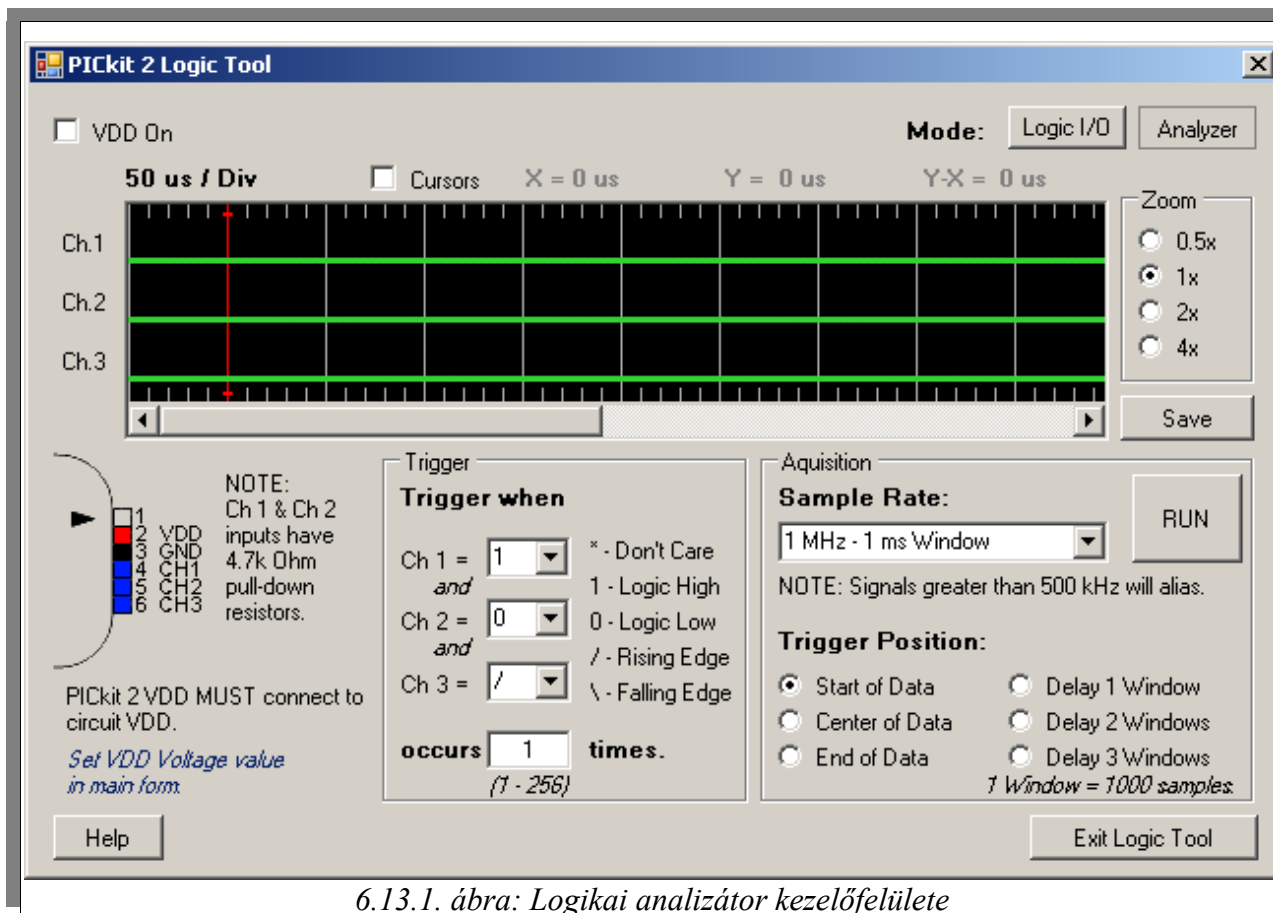 PICkit 2 Logic Tool
VDD On
Mode: Logic I/O Analyzer
50 us / Div Cursors X = 0 us Y = 0 us Y-X = 0 us
Zoom
0.5x
1x
2x
4x
Ch.1
Ch.2
Ch.3
Save
1
2 VDD
3 GND
4 CH1
5 CH2
6 CH3
NOTE:
Ch 1 & Ch 2
inputs have
4.7k Ohm
pull-down
resistors.
PICkit 2 VDD MUST connect to
circuit VDD.
Set VDD Voltage value
in main form.
Trigger
Trigger when
Ch 1 = 1
and
Ch 2 = 0
and
Ch 3 = /
* - Don't Care
1 - Logic High
0 - Logic Low
/ - Rising Edge
\ - Falling Edge
occurs 1 times.
(1 - 256)
Aquisition
Sample Rate:
1 MHz - 1 ms Window
RUN
NOTE: Signals greater than 500 kHz will alias.
Trigger Position:
Start of Data
Center of Data
End of Data
Delay 1 Window
Delay 2 Windows
Delay 3 Windows
1 Window = 1000 samples.
Help
Exit Logic Tool
6.13.1. ábra: Logikai analizátor kezelőfelülete